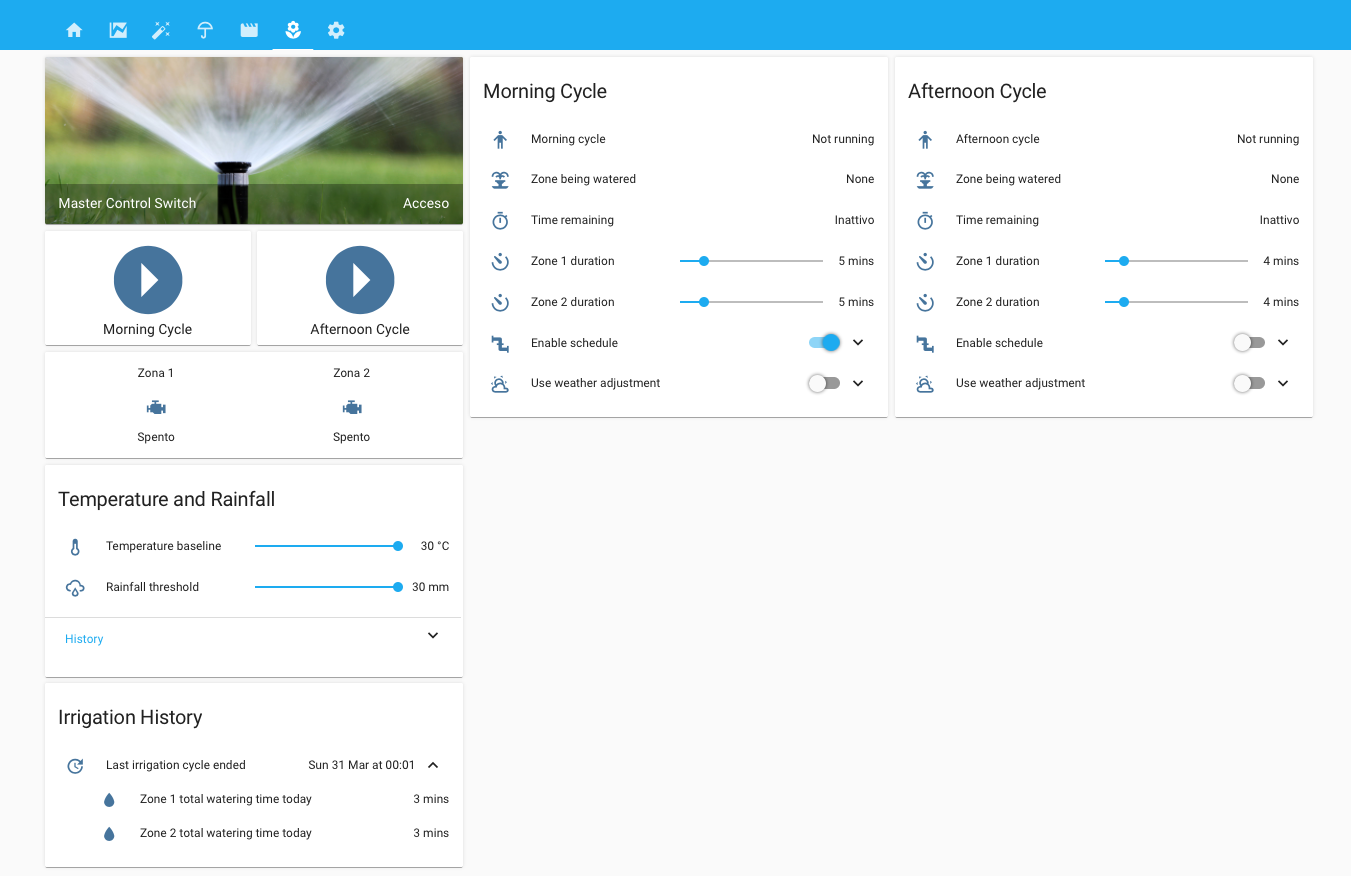 Master Control Switch Acceso
Morning Cycle
Afternoon Cycle
Zona 1 Zona 2
Spento Spento
Temperature and Rainfall
Temperature baseline 30 °C
Rainfall threshold 30 mm
History
Irrigation History
Last irrigation cycle ended Sun 31 Mar at 00:01
Zone 1 total watering time today 3 mins
Zone 2 total watering time today 3 mins
Morning Cycle
Morning cycle Not running
Zone being watered None
Time remaining Inattivo
Zone 1 duration 5 mins
Zone 2 duration 5 mins
Enable schedule
Use weather adjustment
Afternoon Cycle
Afternoon cycle Not running
Zone being watered None
Time remaining Inattivo
Zone 1 duration 4 mins
Zone 2 duration 4 mins
Enable schedule
Use weather adjustment